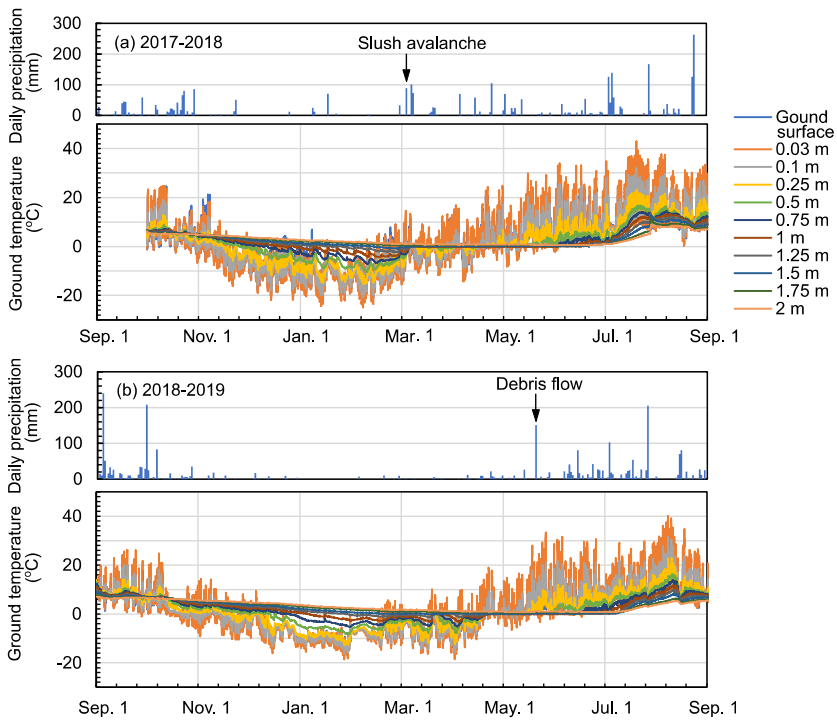 Daily precipitation
(mm)
300
200
100
0
(a) 2017-2018
Slush avalanche
Ground temperature
(ºC)
40
20
0
-20
Sep. 1
Nov. 1
Jan. 1
Mar. 1
May. 1
Jul. 1
Sep. 1
Gound
surface
0.03 m
0.1 m
0.25 m
0.5 m
0.75 m
1 m
1.25 m
1.5 m
1.75 m
2 m
Daily precipitation
(mm)
300
200
100
0
(b) 2018-2019
Debris flow
Ground temperature
(ºC)
40
20
0
-20
Sep. 1
Nov. 1
Jan. 1
Mar. 1
May. 1
Jul. 1
Sep. 1